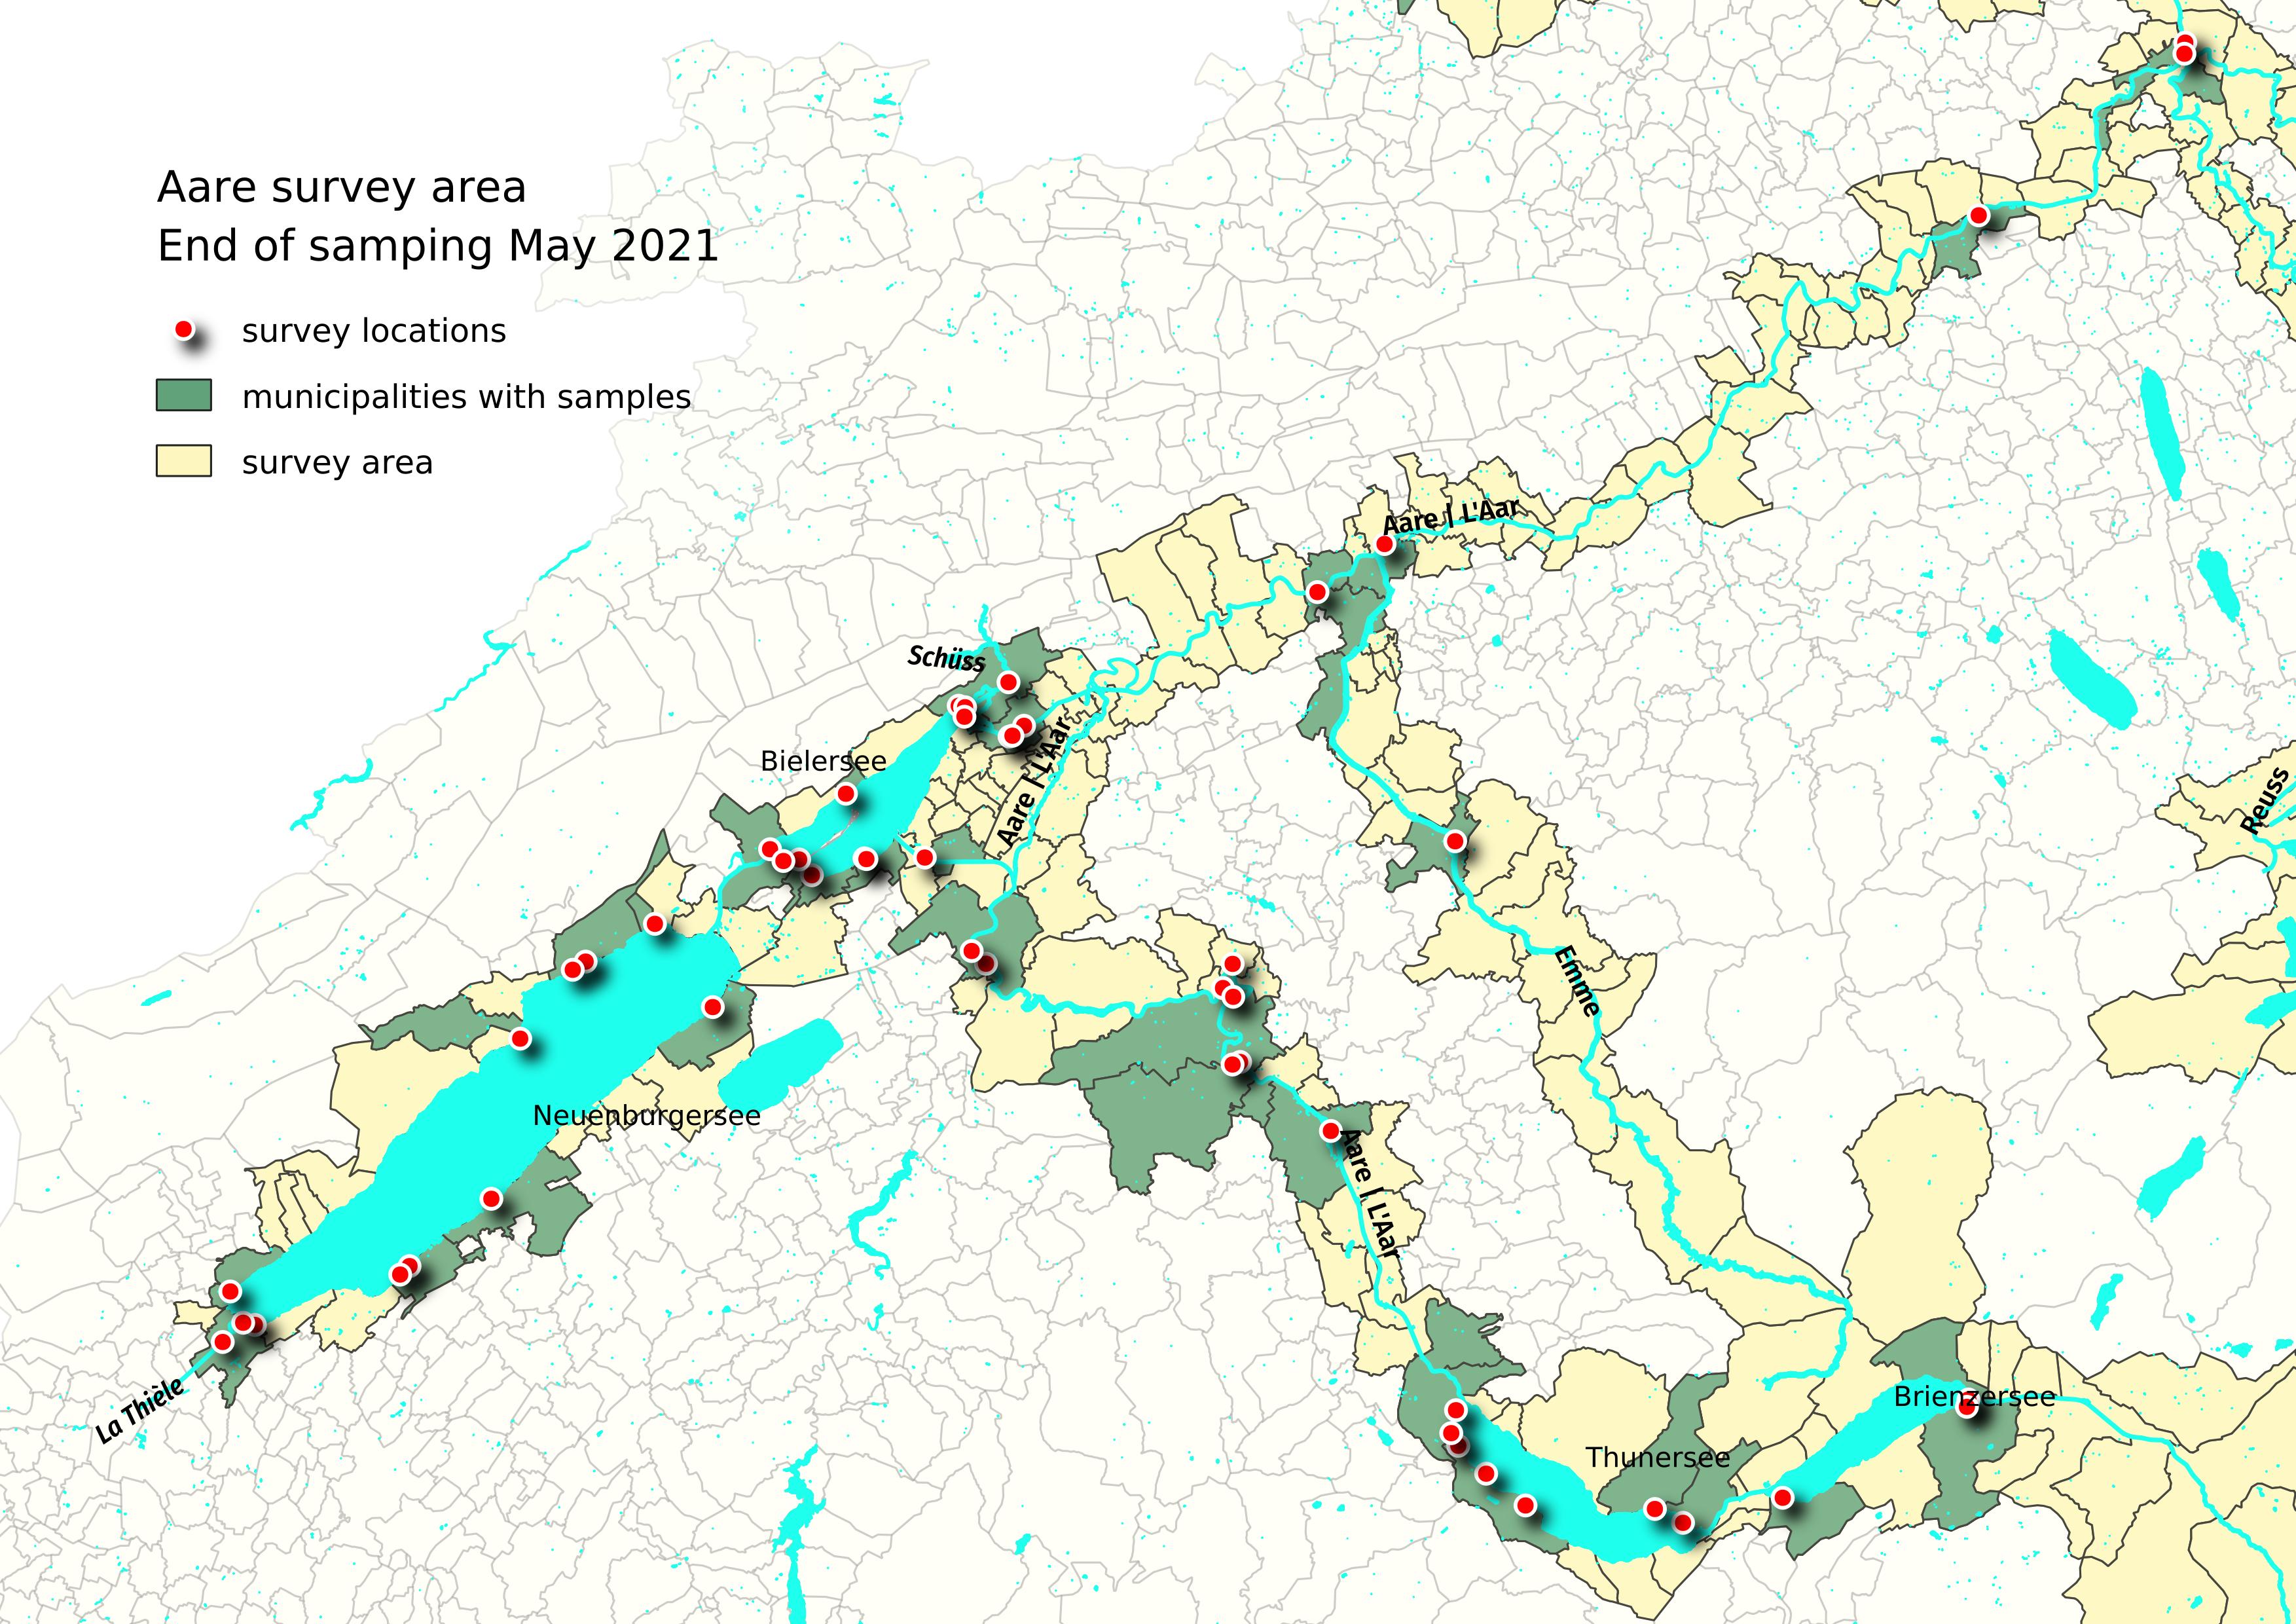 Aare survey area
End of samping May 2021
survey locations
municipalities with samples
survey area
Aare | L'Aar
Schüss
Bielersee
Aare | L'Aar
Reuss
Emme
Neuenburgersee
Aare | L'Aar
La Thièle
Brienzersee
Thunersee